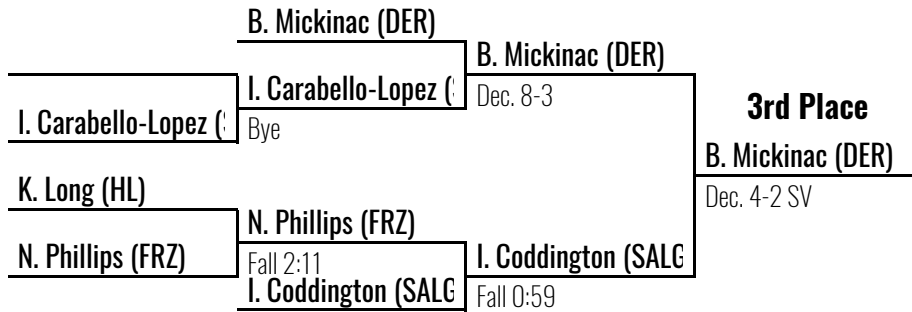 B. Mickinac (DER)
B. Mickinac (DER)
I. Carabello-Lopez (
Dec. 8-3
3rd Place
I. Carabello-Lopez (
Bye
B. Mickinac (DER)
K. Long (HL)
Dec. 4-2 SV
N. Phillips (FRZ)
N. Phillips (FRZ)
Fall 2:11
I. Coddington (SALG
I. Coddington (SALG
Fall 0:59